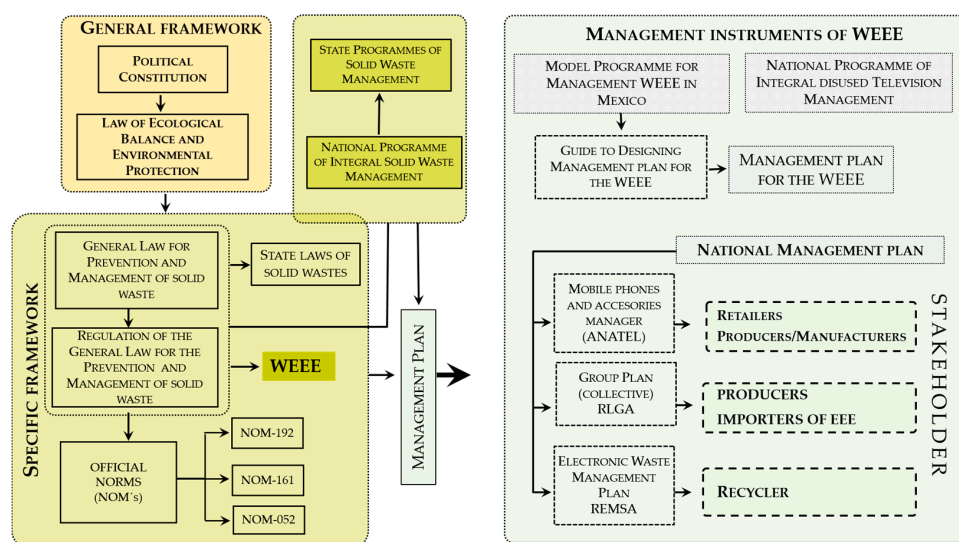 GENERAL FRAMEWORK
POLITICAL
CONSTITUTION
LAW OF ECOLOGICAL
BALANCE AND
ENVIRONMENTAL
PROTECTION
STATE PROGRAMMES OF
SOLID WASTE
MANAGEMENT
NATIONAL PROGRAMME
OF INTEGRAL SOLID WASTE
MANAGEMENT
SPECIFIC FRAMEWORK
GENERAL LAW FOR
PREVENTION AND
MANAGEMENT OF SOLID
WASTE
STATE LAWS OF
SOLID WASTES
REGULATION OF THE
GENERAL LAW FOR THE
PREVENTION AND
MANAGEMENT OF SOLID
WASTE
WEEE
OFFICIAL
NORMS
(NOM´s)
NOM-192
NOM-161
NOM-052
MANAGEMENT PLAN
MANAGEMENT INSTRUMENTS OF WEEE
MODEL PROGRAMME FOR
MANAGEMENT WEEE IN
MEXICO
NATIONAL PROGRAMME OF
INTEGRAL DISUSED TELEVISION
MANAGEMENT
GUIDE TO DESIGNING
MANAGEMENT PLAN FOR
THE WEEE
MANAGEMENT PLAN
FOR THE WEEE
NATIONAL MANAGEMENT PLAN
MOBILE PHONES
AND ACCESORIES
MANAGER
(ANATEL)
RETAILERS
PRODUCERS/MANUFACTURERS
GROUP PLAN
(COLLECTIVE)
RLGA
PRODUCERS
IMPORTERS OF EEE
ELECTRONIC WASTE
MANAGEMENT
PLAN
REMSA
RECYCLER
STAKEHOLDER